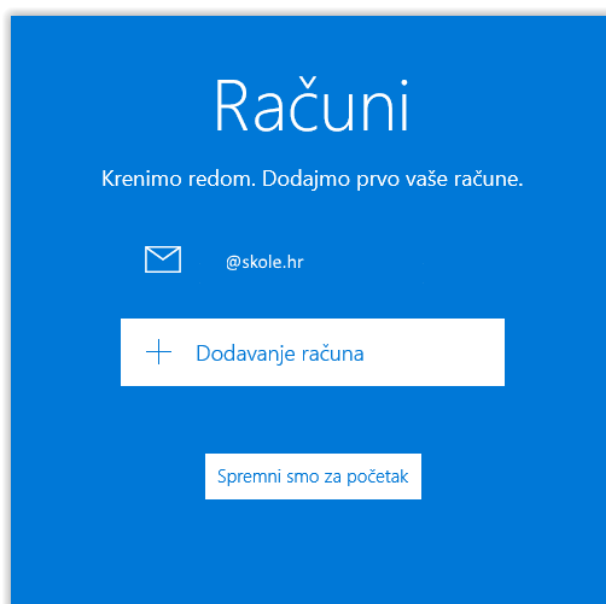 Računi
Krenimo redom. Dodajmo prvo vaše račune.
@skole.hr
Dodavanje računa
Spremni smo za početak